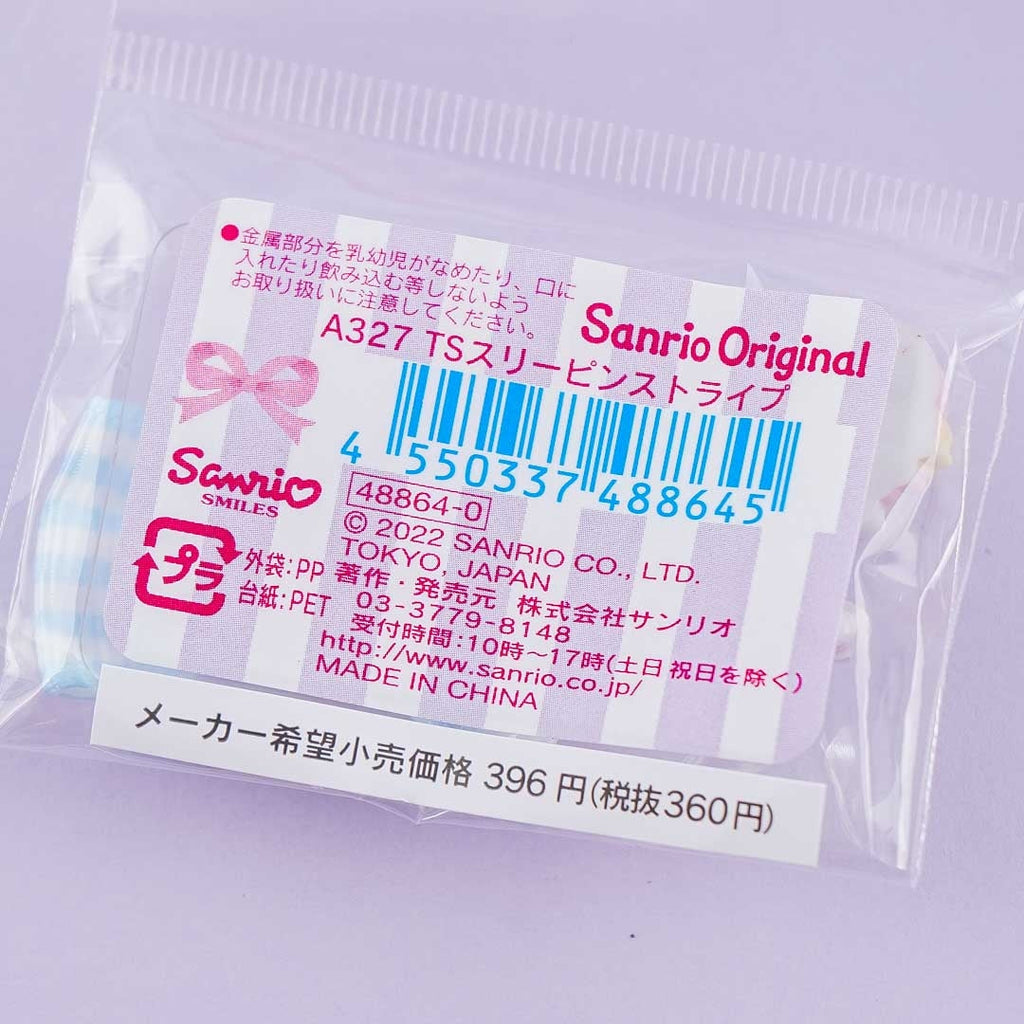 ●金属部分を乳幼児がなめたり、口に
入れたり飲み込む等しないよう
お取り扱いに注意してください。
Sanrio Original
A327 TSスリーピンストライプ
4 550337 488645
Sanrio
SMILES
48864-0
© 2022 SANRIO CO., LTD.
TOKYO, JAPAN
プラ
外袋:PP
台紙:PET
著作・発売元 株式会社サンリオ
03-3779-8148
受付時間:10時～17時(土日祝日を除く)
http://www.sanrio.co.jp/
MADE IN CHINA
メーカー希望小売価格 396円(税抜360円)